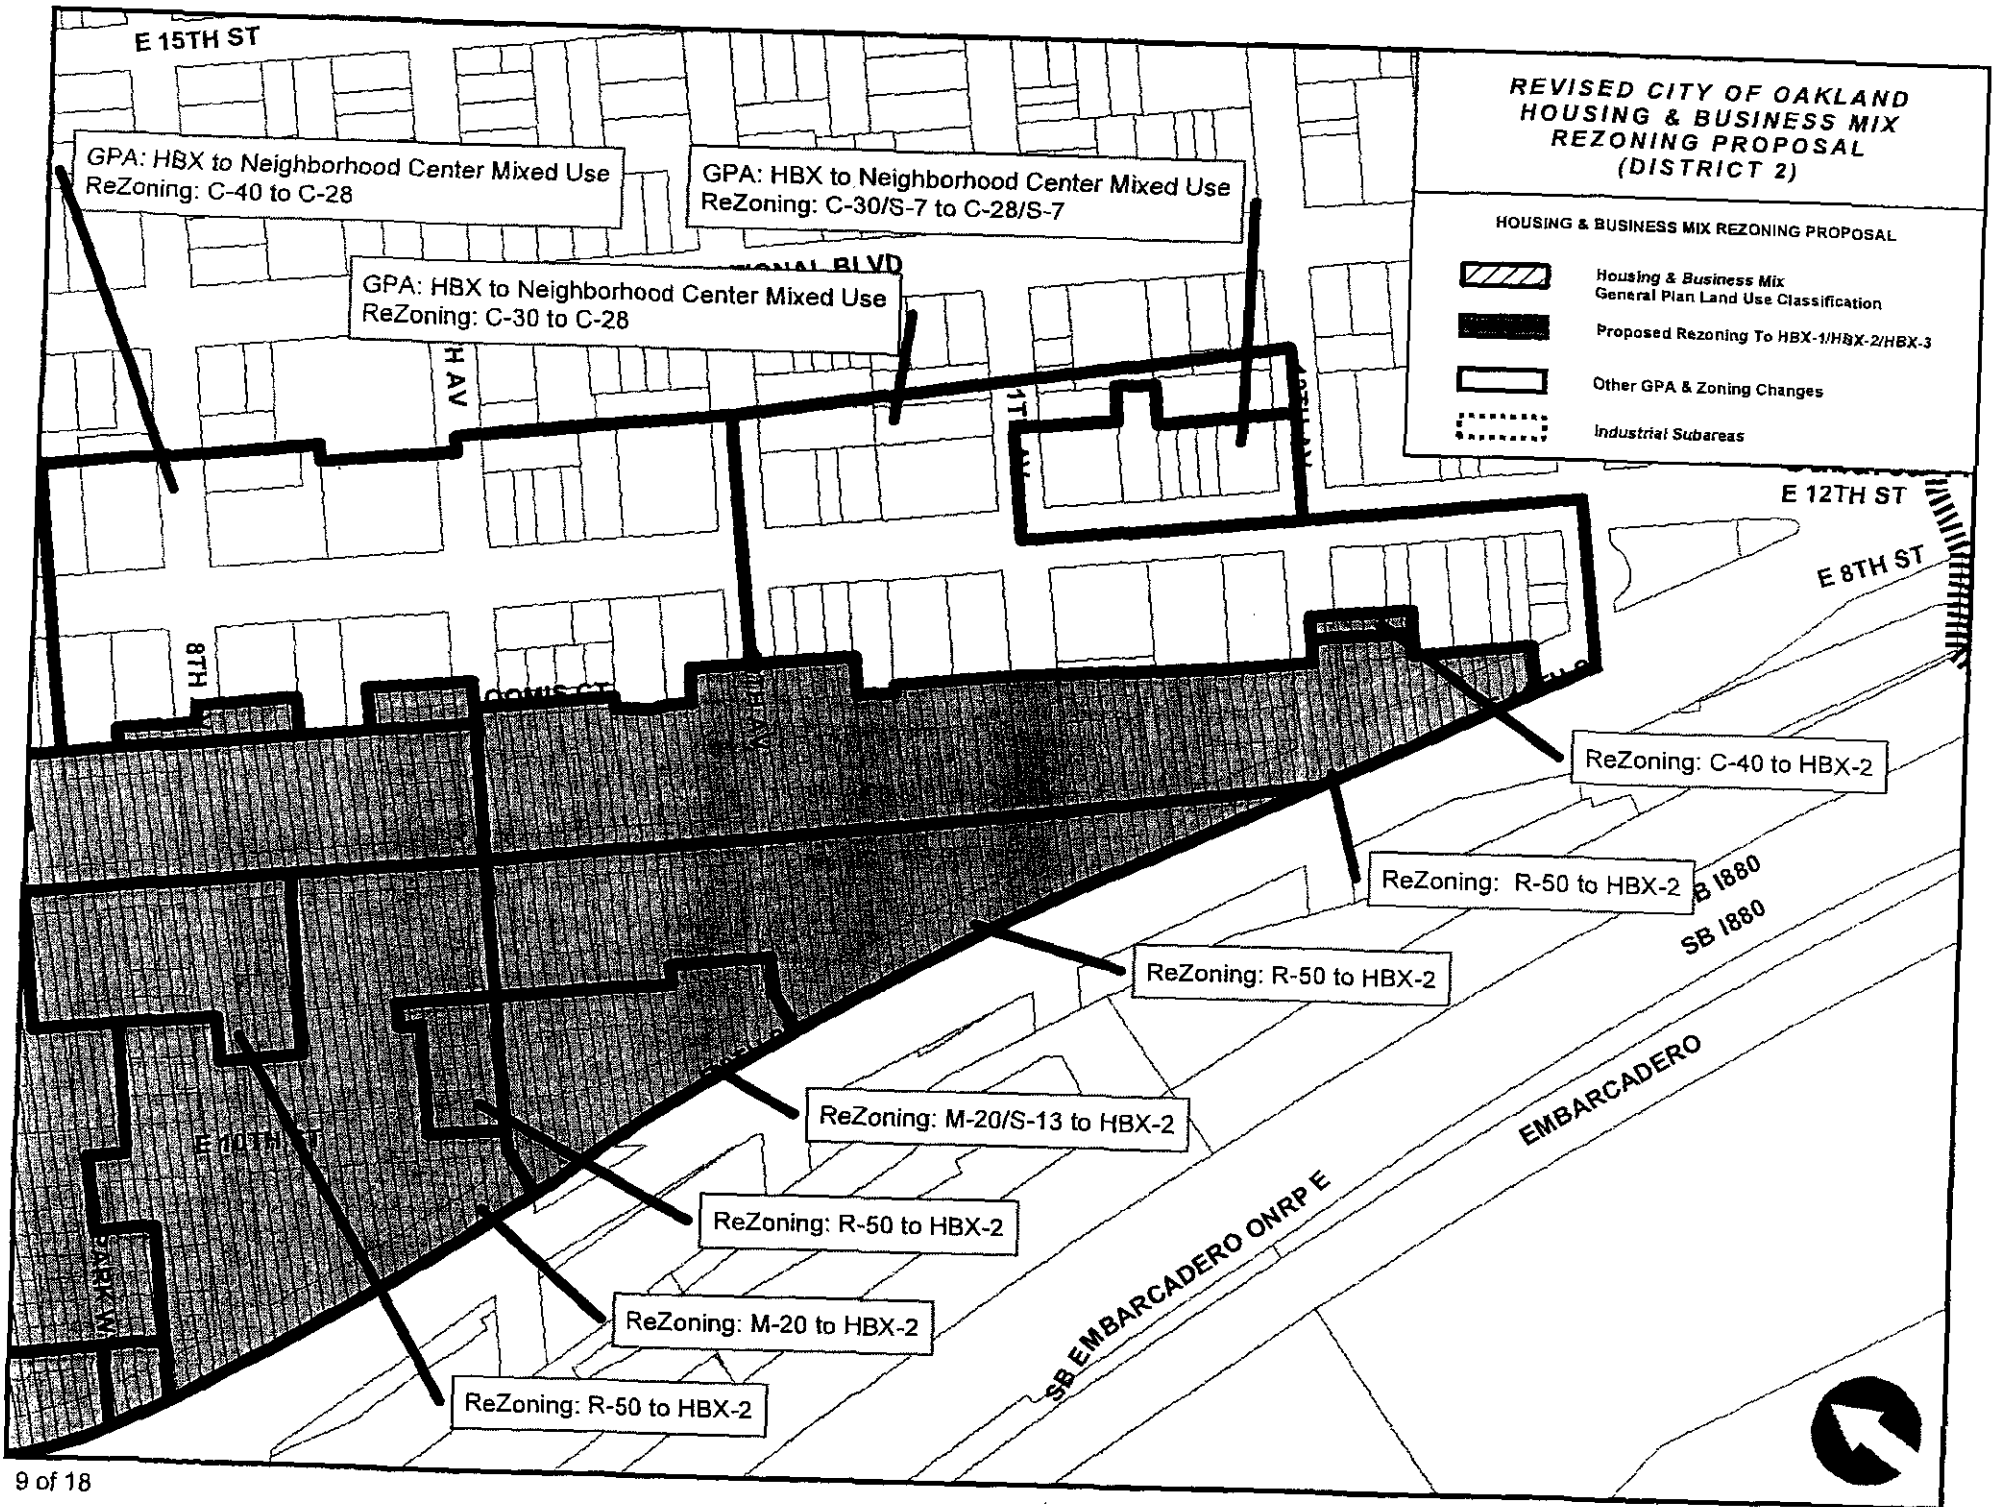 E 15TH ST
REVISED CITY OF OAKLAND
HOUSING & BUSINESS MIX
REZONING PROPOSAL
(DISTRICT 2)
HOUSING & BUSINESS MIX REZONING PROPOSAL
Housing & Business Mix
General Plan Land Use Classification
Proposed Rezoning To HBX-1/HBX-2/HBX-3
Other GPA & Zoning Changes
Industrial Subareas
GPA: HBX to Neighborhood Center Mixed Use
ReZoning: C-40 to C-28
GPA: HBX to Neighborhood Center Mixed Use
ReZoning: C-30/S-7 to C-28/S-7
BLVD
GPA: HBX to Neighborhood Center Mixed Use
ReZoning: C-30 to C-28
H AV
E 12TH ST
E 8TH ST
8TH
ReZoning: C-40 to HBX-2
ReZoning: R-50 to HBX-2
B I880
SB I880
ReZoning: R-50 to HBX-2
EMBARCADERO
ReZoning: M-20/S-13 to HBX-2
E 10TH ST
ReZoning: R-50 to HBX-2
SB EMBARCADERO ONRP E
ReZoning: M-20 to HBX-2
ReZoning: R-50 to HBX-2
9 of 18